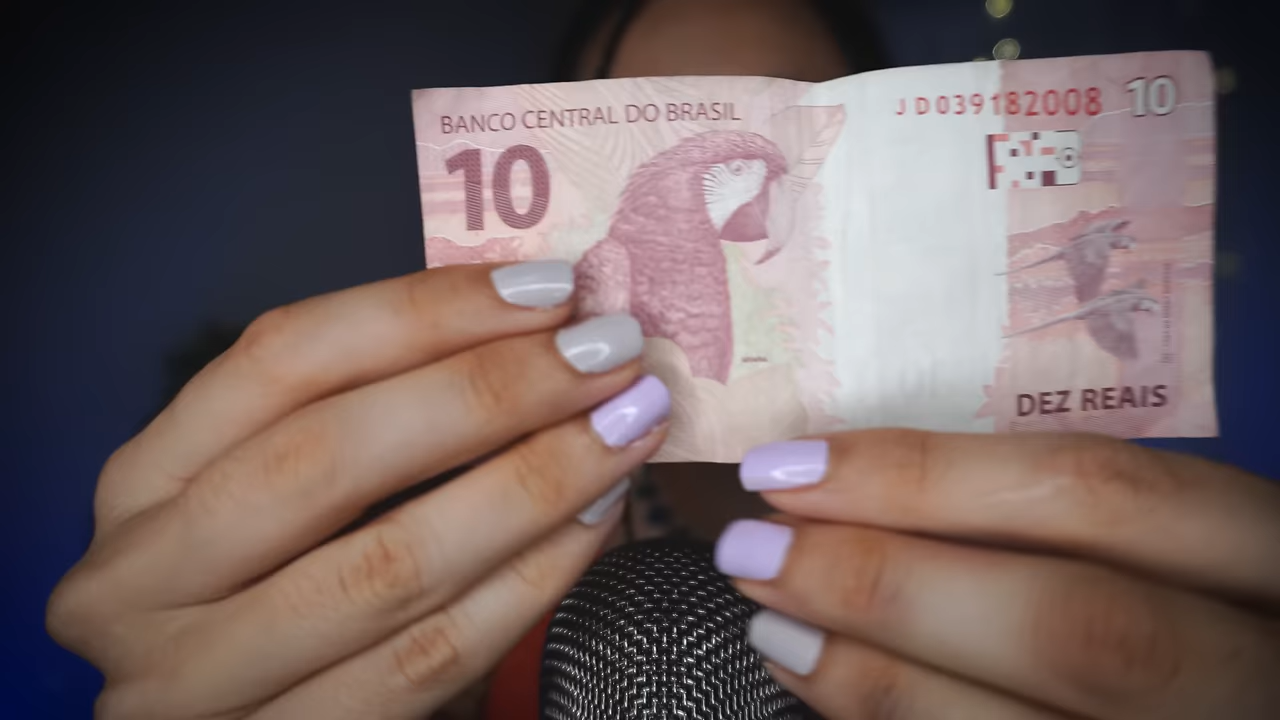 BANCO CENTRAL DO BRASIL
JD039182008
10
10
DEZ REAIS